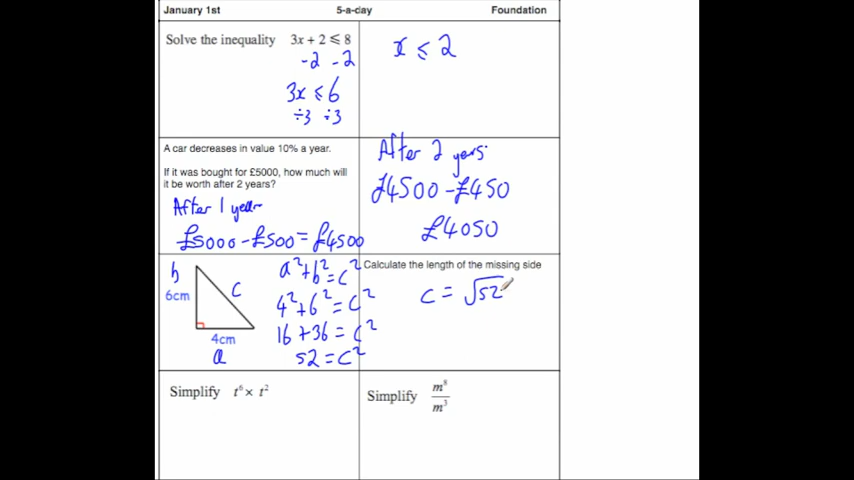 January 1st 5-a-day Foundation
Solve the inequality 3x + 2 ⩽ 8
-2 -2
3x ⩽ 6
÷3 ÷3
x ⩽ 2
A car decreases in value 10% a year.
If it was bought for £5000, how much will
it be worth after 2 years?
After 1 year
£5000 - £500 = £4500
After 2 years
£4500 - £450
£4050
b
6cm
c
4cm
a
a² + b² = c²
4² + 6² = c²
16 + 36 = c²
52 = c²
Calculate the length of the missing side
c = √52
Simplify t⁶ × t²
Simplify m⁸/m³